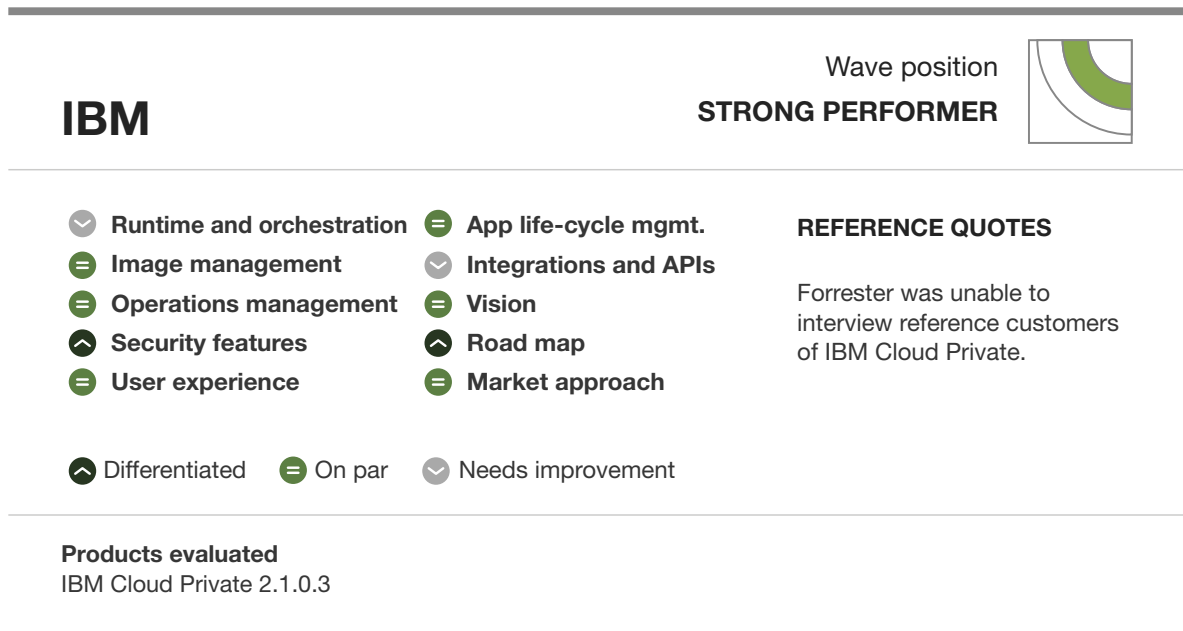 Wave position
IBM
STRONG PERFORMER
Runtime and orchestration
Image management
Operations management
Security features
User experience
App life-cycle mgmt.
Integrations and APIs
Vision
Road map
Market approach
REFERENCE QUOTES
Forrester was unable to
interview reference customers
of IBM Cloud Private.
Differentiated
On par
Needs improvement
Products evaluated
IBM Cloud Private 2.1.0.3